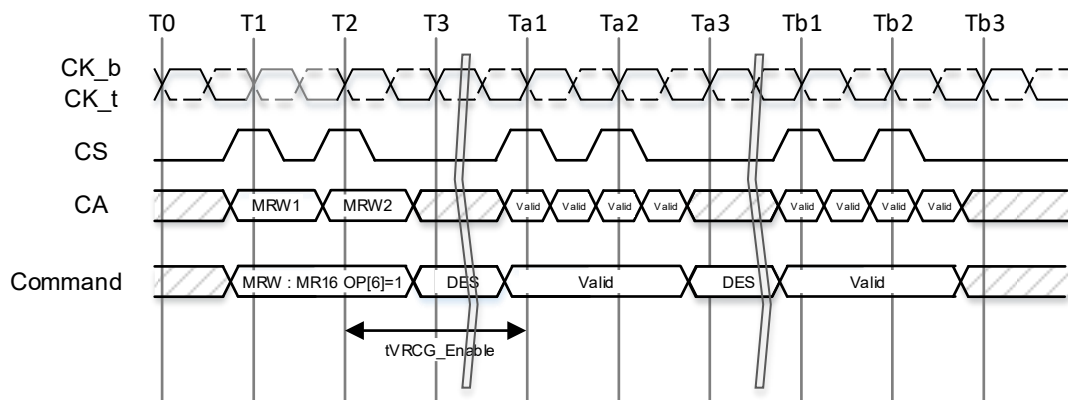 T0 T1 T2 T3 Ta1 Ta2 Ta3 Tb1 Tb2 Tb3
CK_b
CK_t
CS
CA MRW1 MRW2 Valid Valid Valid Valid Valid Valid Valid Valid
Command MRW : MR16 OP[6]=1 DES Valid DES Valid
tVRCG_Enable